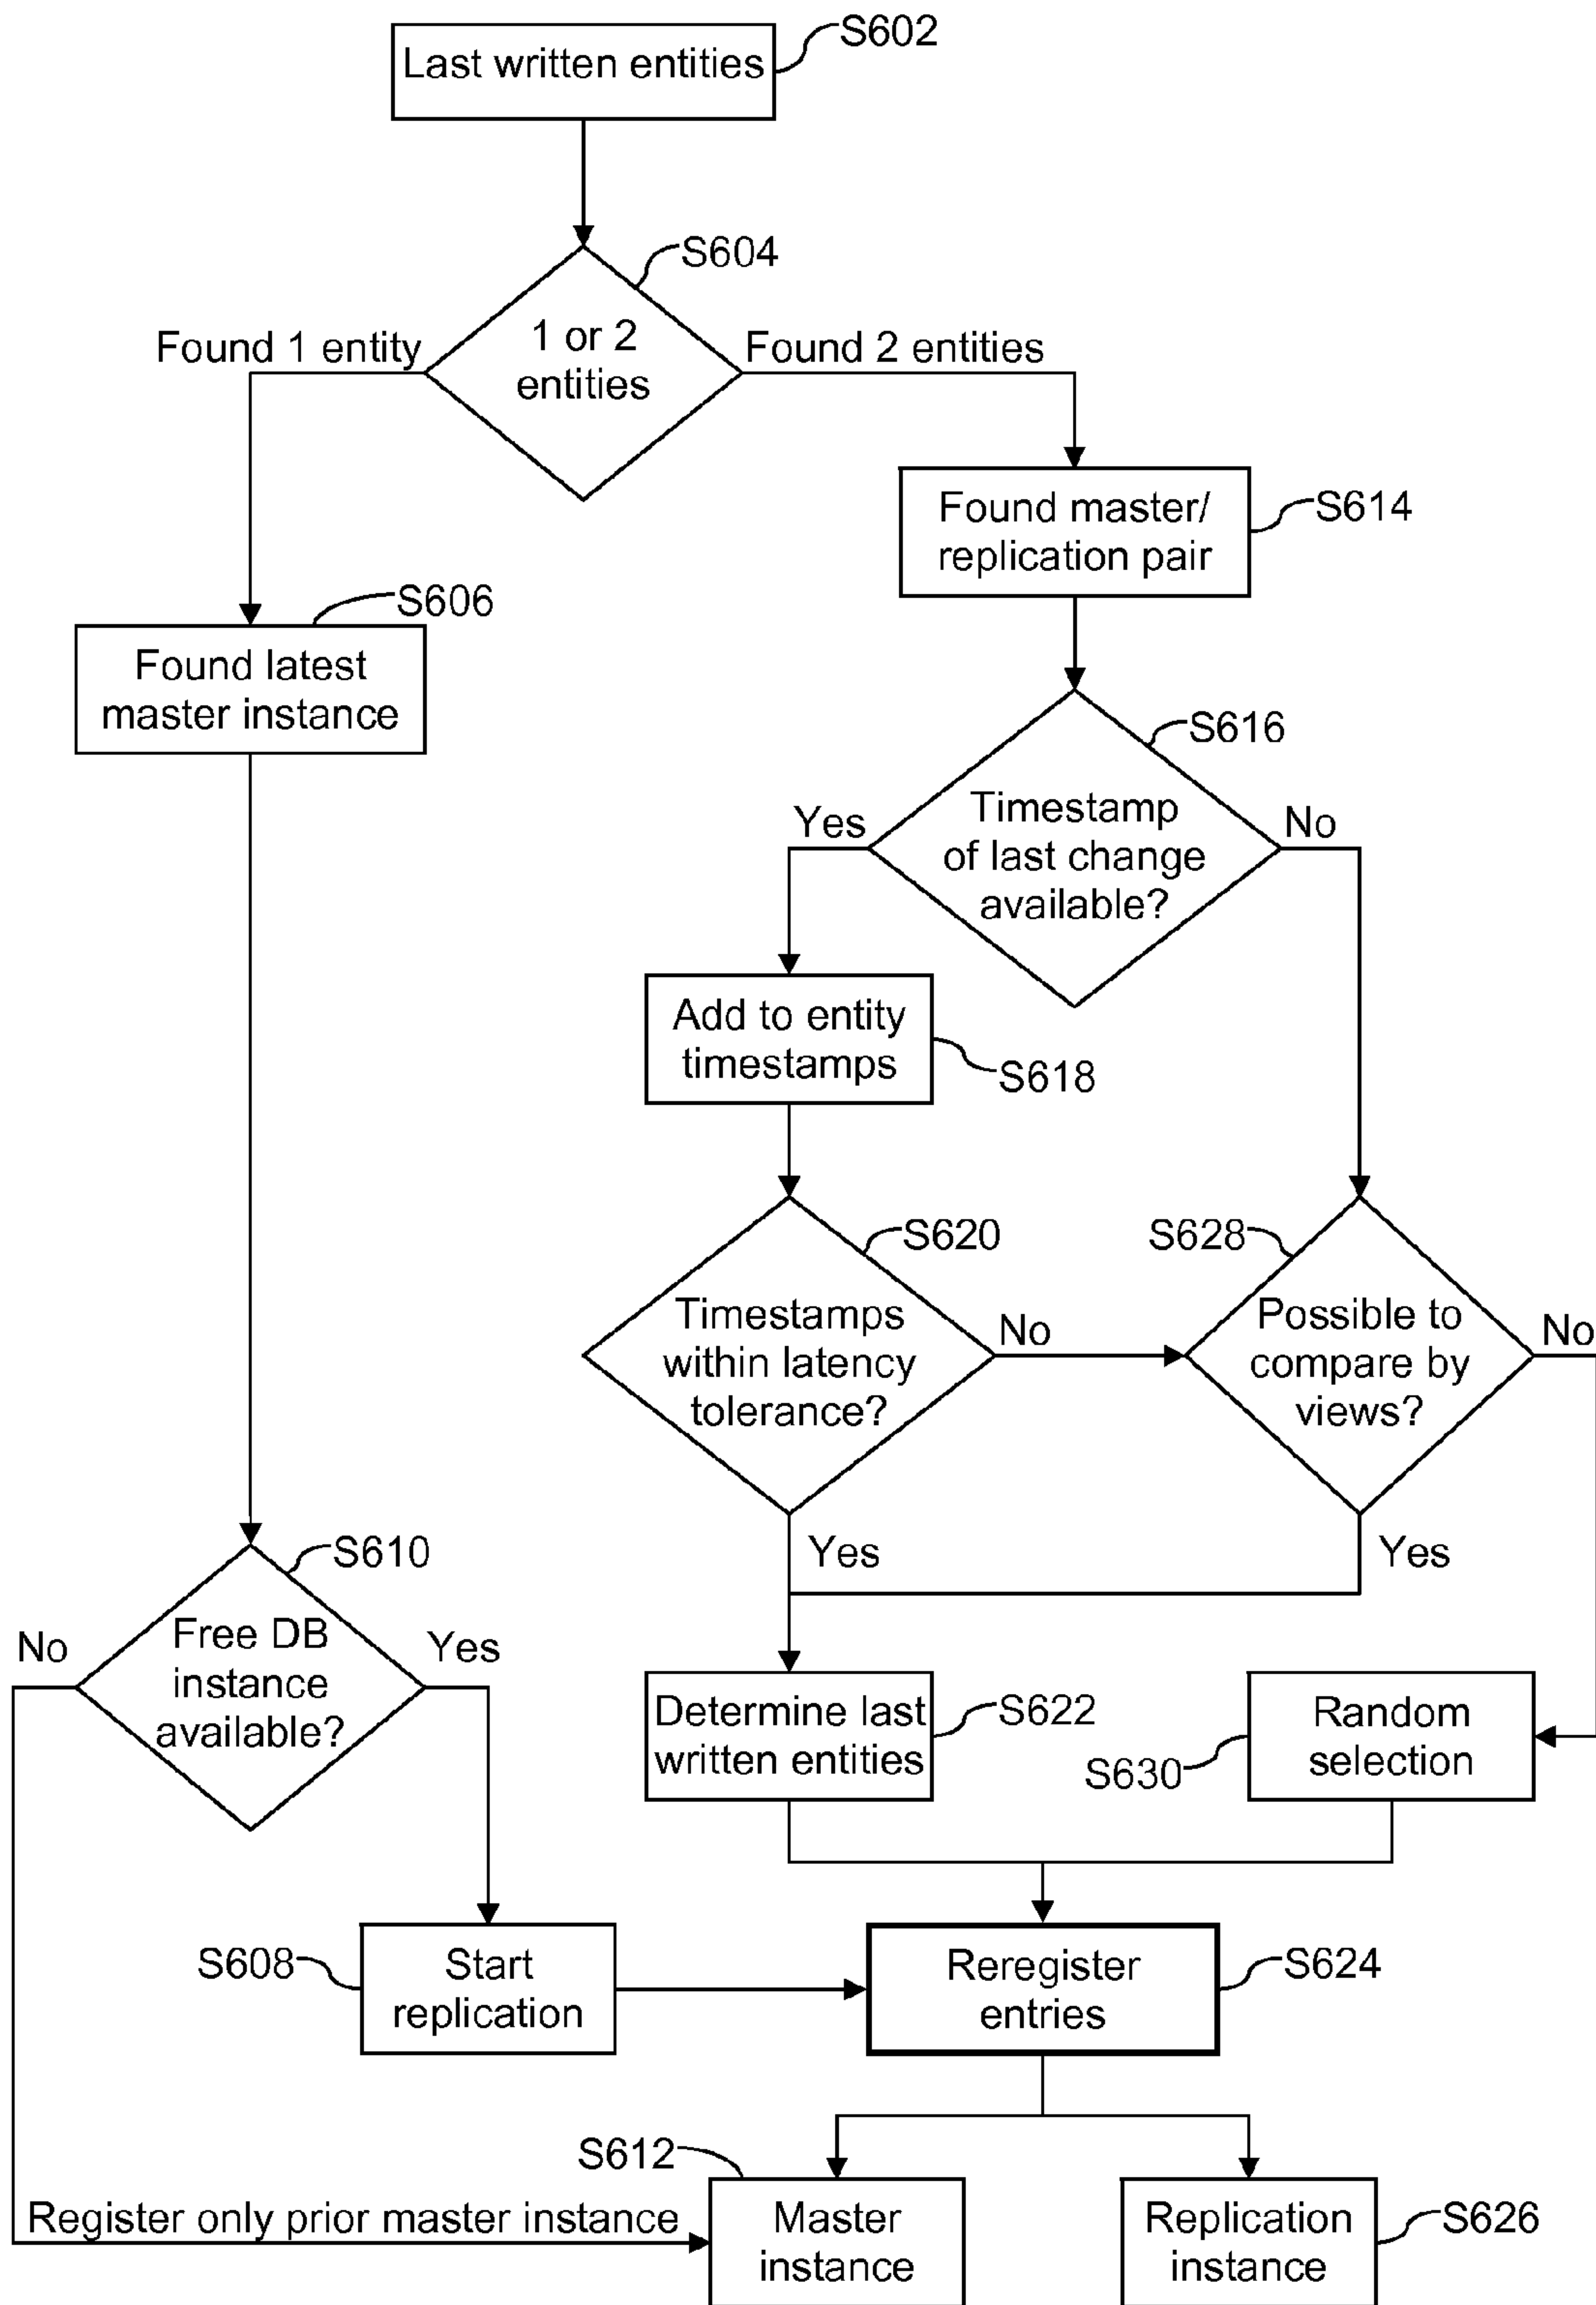 Last written entities
S602
S604
1 or 2
entities
Found 1 entity
Found 2 entities
Found master/
replication pair
S614
S606
Found latest
master instance
S616
Timestamp
of last change
available?
Yes
No
Add to entity
timestamps
S618
S620
Timestamps
within latency
tolerance?
No
Yes
S628
Possible to
compare by
views?
No
Yes
S610
Free DB
instance
available?
No
Yes
Determine last
written entities
S622
Random
selection
S630
S608
Start
replication
Reregister
entries
S624
S612
Register only prior master instance
Master
instance
Replication
instance
S626